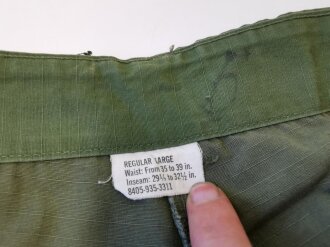 REGULAR LARGE
Waist: From 35 to 39 in.
Inseam: 29½ to 32½ in.
8405-935-3311